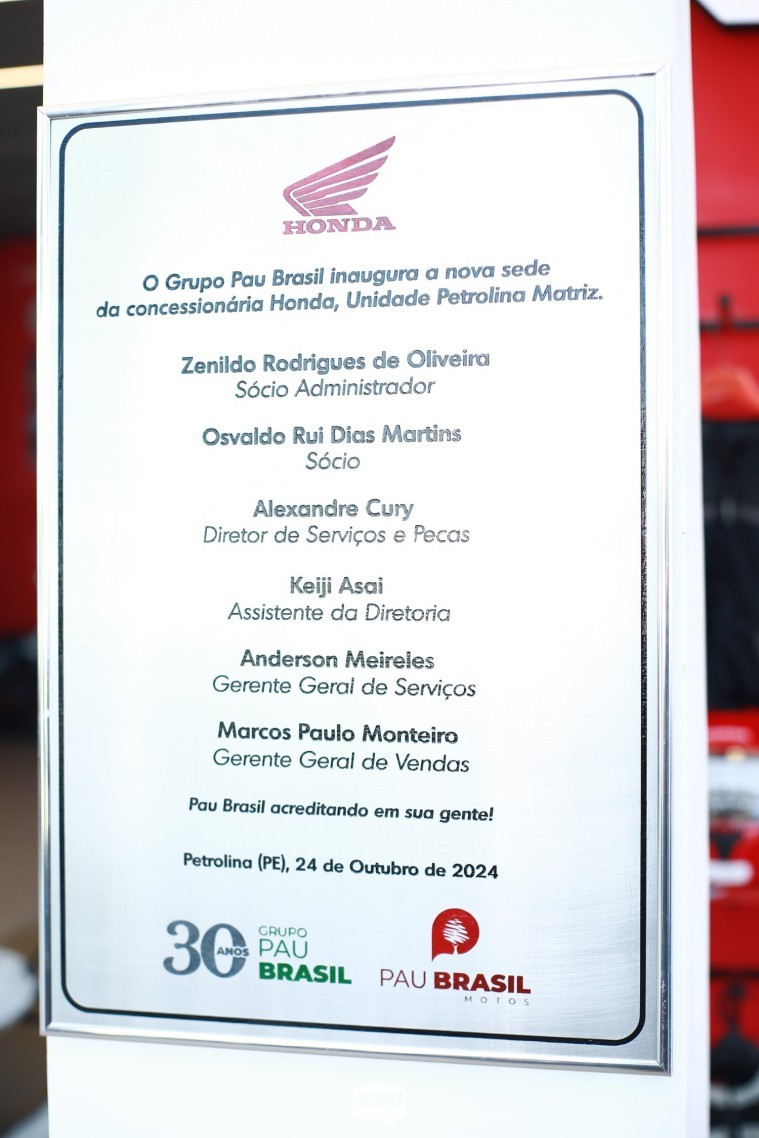 HONDA
O Grupo Pau Brasil inaugura a nova sede
da concessionária Honda, Unidade Petrolina Matriz.
Zenildo Rodrigues de Oliveira
Sócio Administrador
Osvaldo Rui Dias Martins
Sócio
Alexandre Cury
Diretor de Serviços e Pecas
Keiji Asai
Assistente da Diretoria
Anderson Meireles
Gerente Geral de Serviços
Marcos Paulo Monteiro
Gerente Geral de Vendas
Pau Brasil acreditando em sua gente!
Petrolina (PE), 24 de Outubro de 2024
30 ANOS
GRUPO
PAU
BRASIL
PAU BRASIL
MOTOS